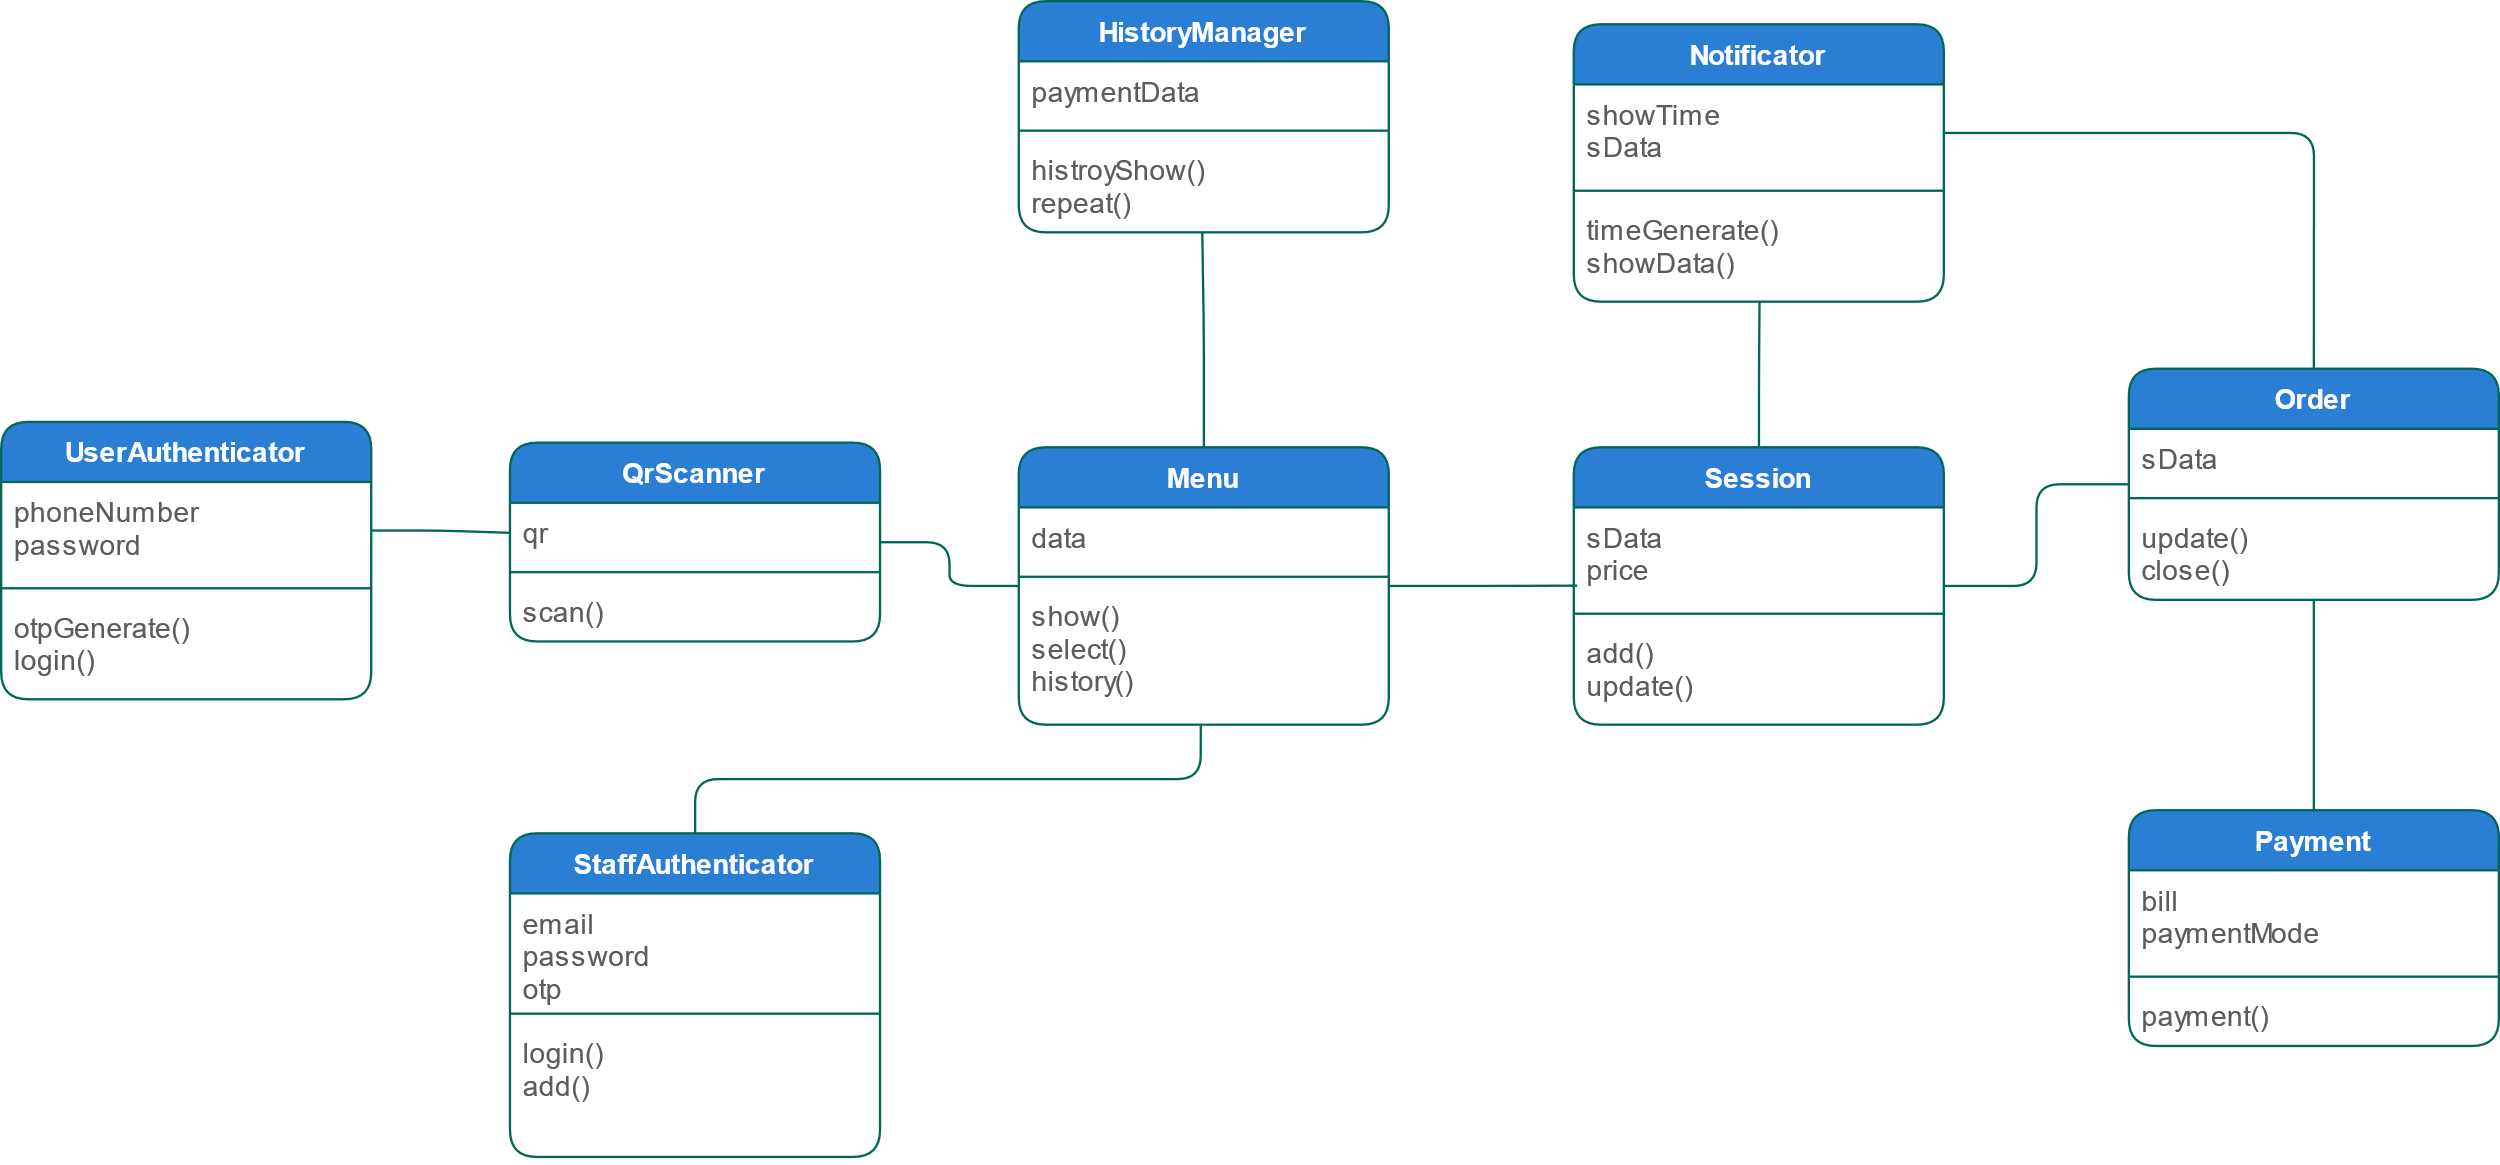 HistoryManager
paymentData
histroyShow()
repeat()
Notificator
showTime
sData
timeGenerate()
showData()
UserAuthenticator
phoneNumber
password
otpGenerate()
login()
QrScanner
qr
scan()
Menu
data
show()
select()
history()
Session
sData
price
add()
update()
Order
sData
update()
close()
StaffAuthenticator
email
password
otp
login()
add()
Payment
bill
paymentMode
payment()